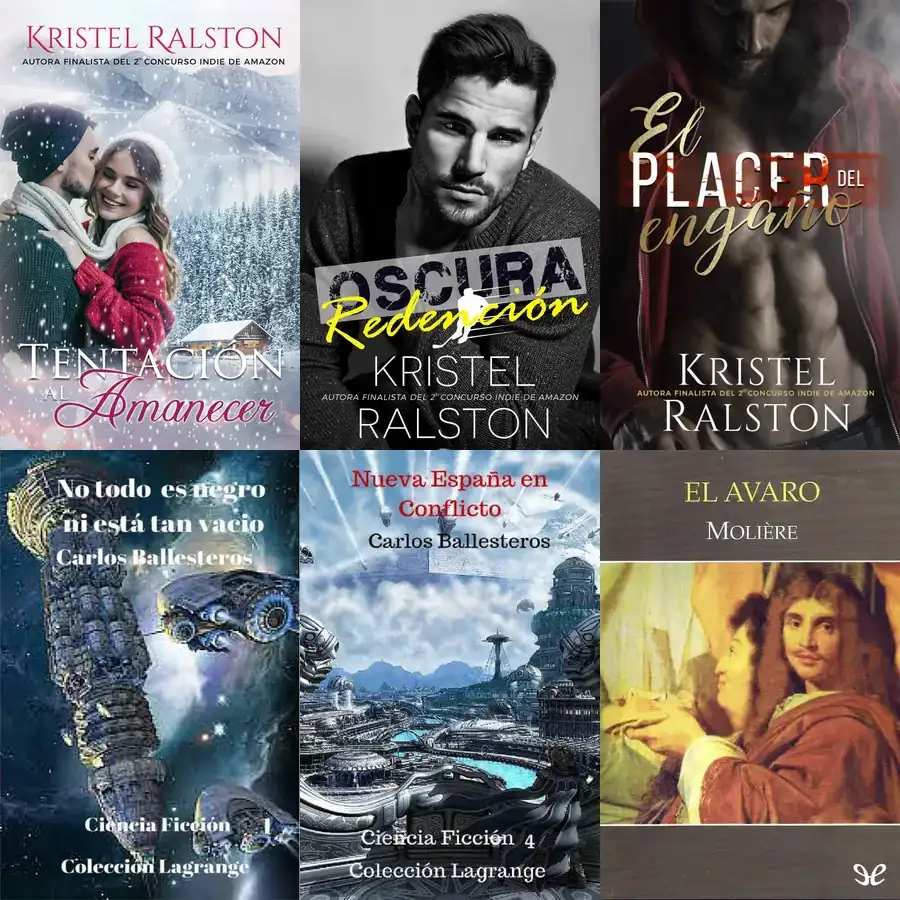 KRISTEL RALSTON
AUTORA FINALISTA DEL 2º CONCURSO INDIE DE AMAZON
TENTACIÓN
AL Amanecer
OSCURA
Redención
KRISTEL
AUTORA FINALISTA DEL 2º CONCURSO INDIE DE AMAZON
RALSTON
El
PLACER DEL
engaño
KRISTEL
AUTORA FINALISTA DEL 2º CONCURSO INDIE DE AMAZON
RALSTON
No todo es negro
ni está tan vacio
Carlos Ballesteros
Ciencia Ficción 1
Colección Lagrange
Nueva España en
Conflicto
Carlos Ballesteros
Ciencia Ficción 4
Colección Lagrange
EL AVARO
MOLIÈRE